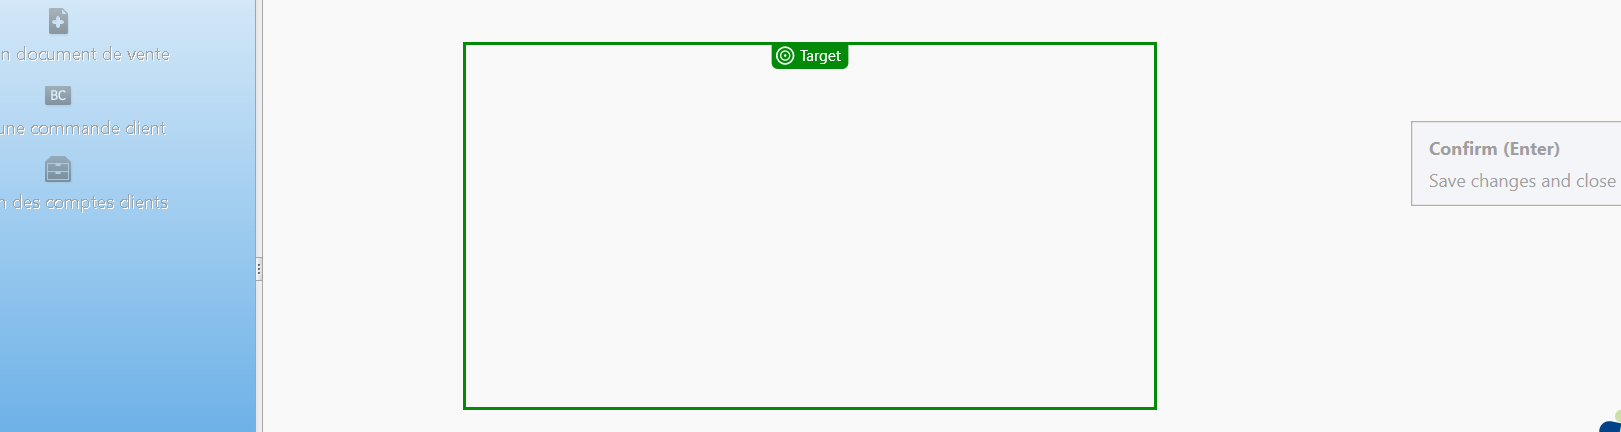 n document de vente
BC
une commande client
n des comptes clients
Target
Confirm (Enter)
Save changes and close